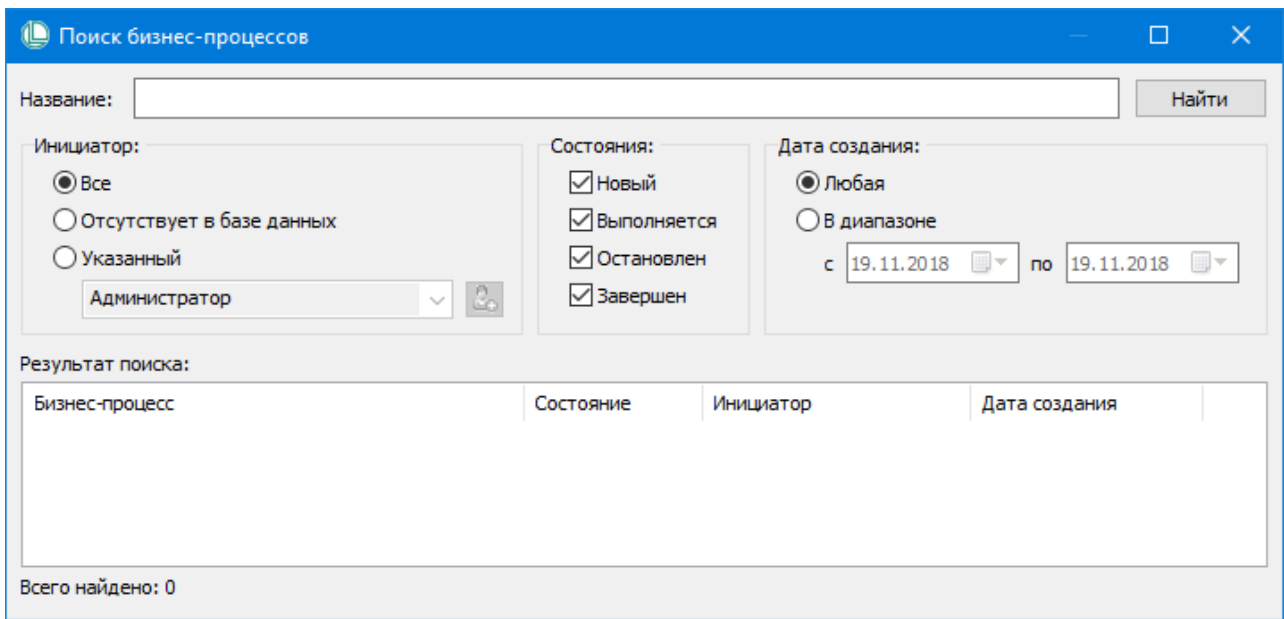 Поиск бизнес-процессов
Название:
Найти
Инициатор:
Все
Отсутствует в базе данных
Указанный
Администратор
Состояния:
Новый
Выполняется
Остановлен
Завершен
Дата создания:
Любая
В диапазоне
с 19.11.2018 по 19.11.2018
Результат поиска:
Бизнес-процесс Состояние Инициатор Дата создания
Всего найдено: 0